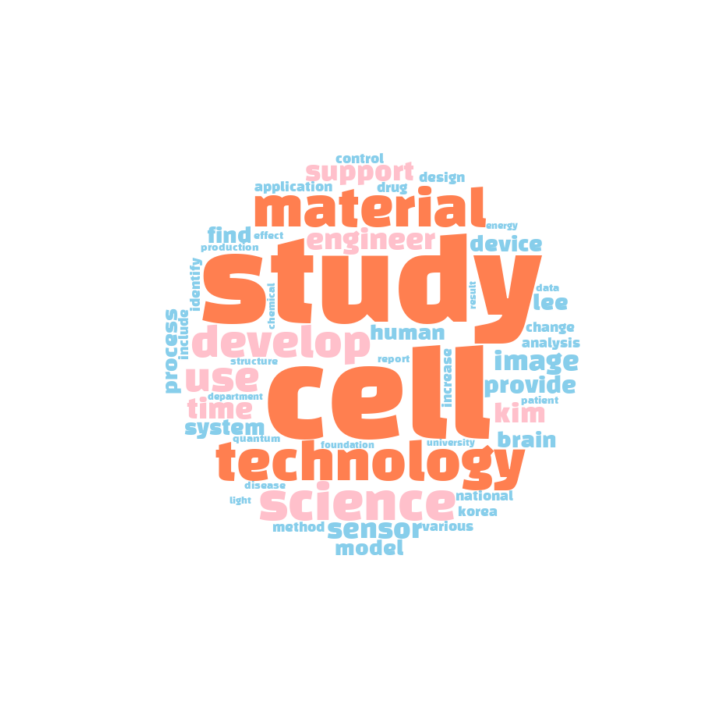 control
support
design
application
drug
material
energy
find
effect
engineer
device
production
study
identify
chemical
result
data
lee
include
process
develop
human
change
analysis
structure
report
increase
image
use
cell
provide
department
patient
time
kim
system
quantum
foundation
university
brain
technology
disease
light
science
national
korea
method
sensor
various
model